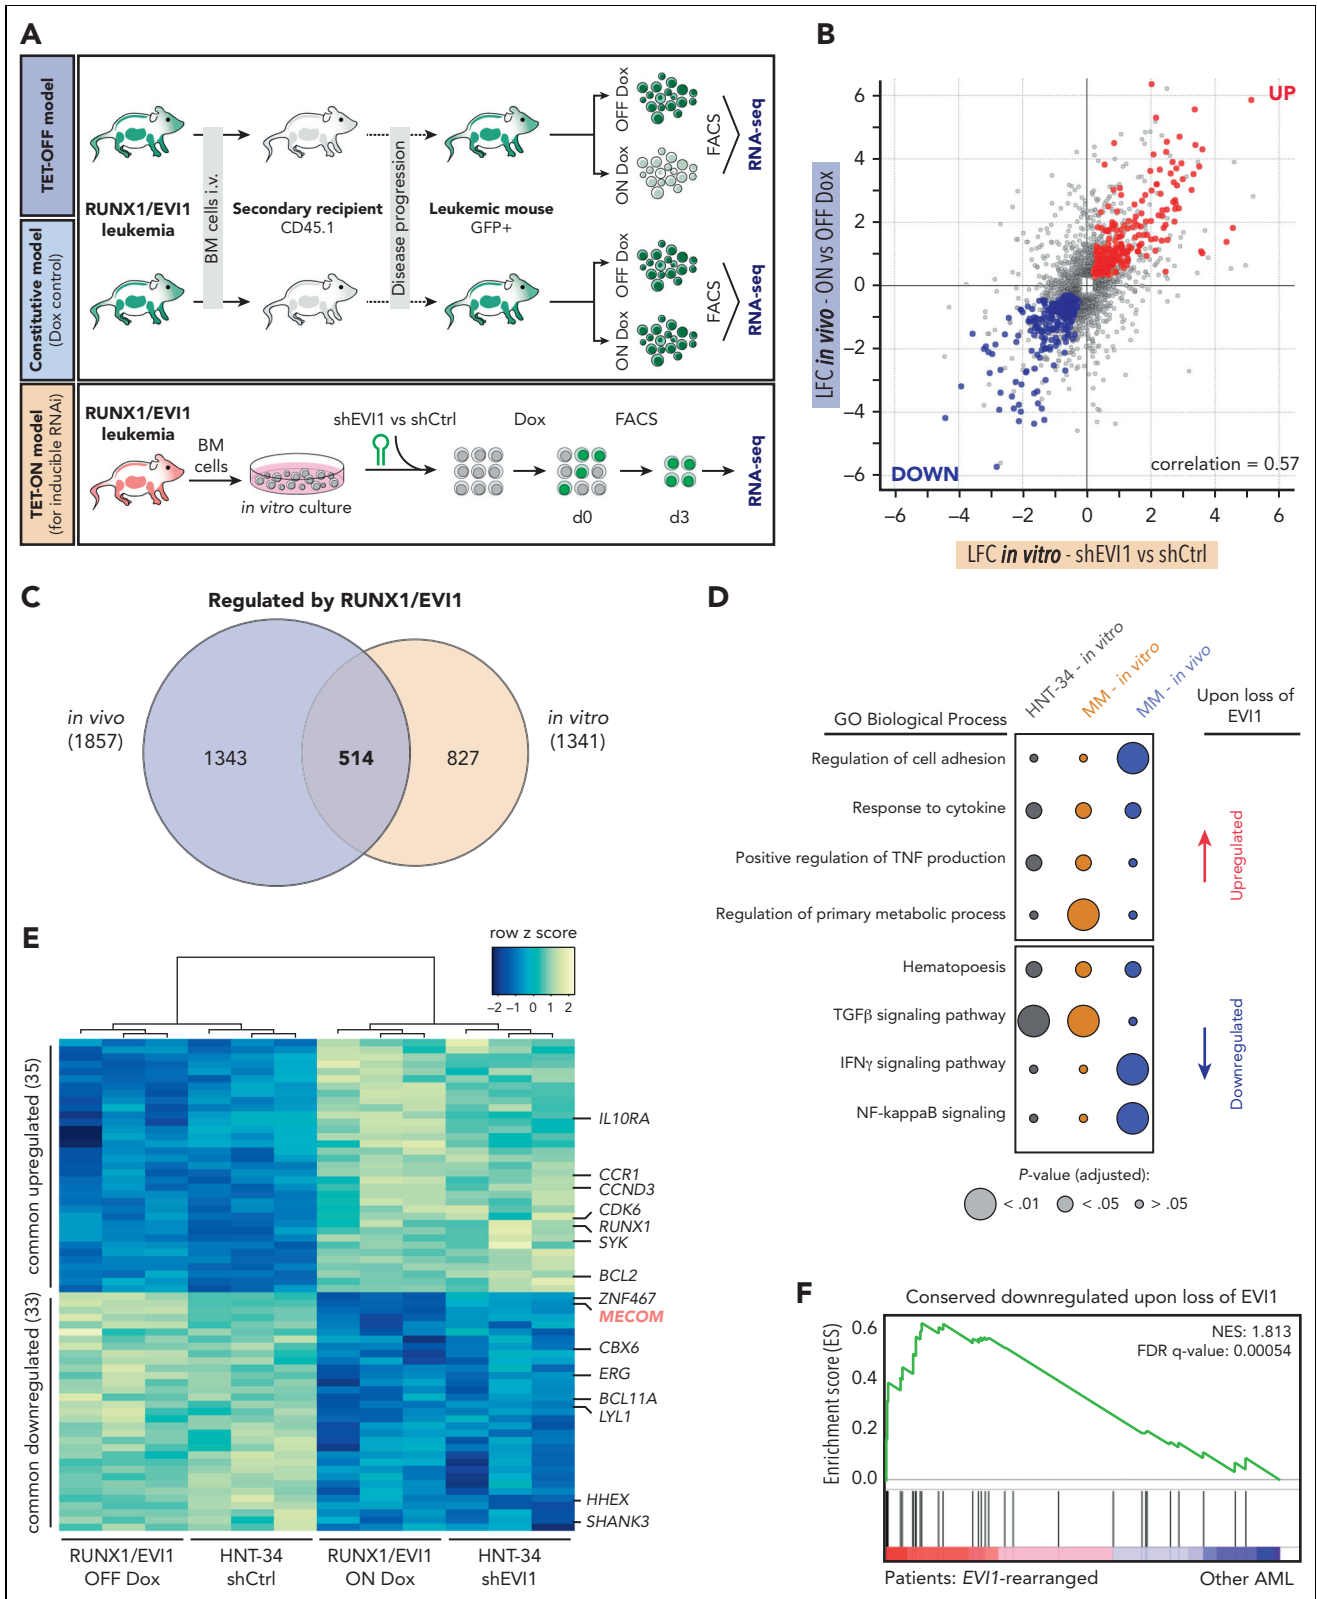 A
TET-OFF model
Constitutive model
(Dox control)
TET-ON model
(for inducible RNAi)
RUNX1/EVI1
leukemia
BM cells i.v.
Secondary recipient
CD45.1
Disease progression
Leukemic mouse
GFP+
OFF Dox
ON Dox
FACS
RNA-seq
OFF Dox
ON Dox
FACS
RNA-seq
RUNX1/EVI1
leukemia
BM
cells
in vitro culture
shEVI1 vs shCtrl
Dox
FACS
d0
d3
RNA-seq
B
LFC in vivo - ON vs OFF Dox
6
4
2
0
−2
−4
−6
UP
DOWN
correlation = 0.57
−6 −4 −2 0 2 4 6
LFC in vitro - shEVI1 vs shCtrl
C
Regulated by RUNX1/EVI1
in vivo
(1857)
1343
514
827
in vitro
(1341)
D
HNT-34 - in vitro
MM - in vitro
MM - in vivo
Upon loss of
EVI1
GO Biological Process
Regulation of cell adhesion
Response to cytokine
Positive regulation of TNF production
Regulation of primary metabolic process
Upregulated
Hematopoesis
TGFβ signaling pathway
IFNγ signaling pathway
NF-kappaB signaling
Downregulated
P-value (adjusted):
< .01 < .05 > .05
E
row z score
−2 −1 0 1 2
common upregulated (35)
common downregulated (33)
IL10RA
CCR1
CCND3
CDK6
RUNX1
SYK
BCL2
ZNF467
MECOM
CBX6
ERG
BCL11A
LYL1
HHEX
SHANK3
RUNX1/EVI1
OFF Dox
HNT-34
shCtrl
RUNX1/EVI1
ON Dox
HNT-34
shEVI1
F
Conserved downregulated upon loss of EVI1
Enrichment score (ES)
0.6
0.4
0.2
0.0
NES: 1.813
FDR q-value: 0.00054
Patients: EVI1-rearranged
Other AML